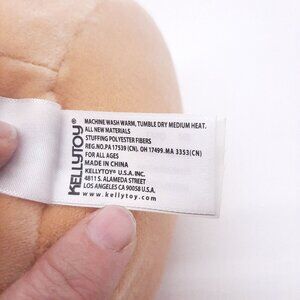 KELLYTOY®
MACHINE WASH WARM, TUMBLE DRY MEDIUM HEAT.
ALL NEW MATERIALS
STUFFING POLYESTER FIBERS
REG.NO.PA 17539 (CN), OH 17499. MA 3353(CN)
FOR ALL AGES
MADE IN CHINA
KELLYTOY® U.S.A. INC.
4811 S. ALAMEDA STREET
LOS ANGELES CA 90058 U.S.A.
www.kellytoy.com